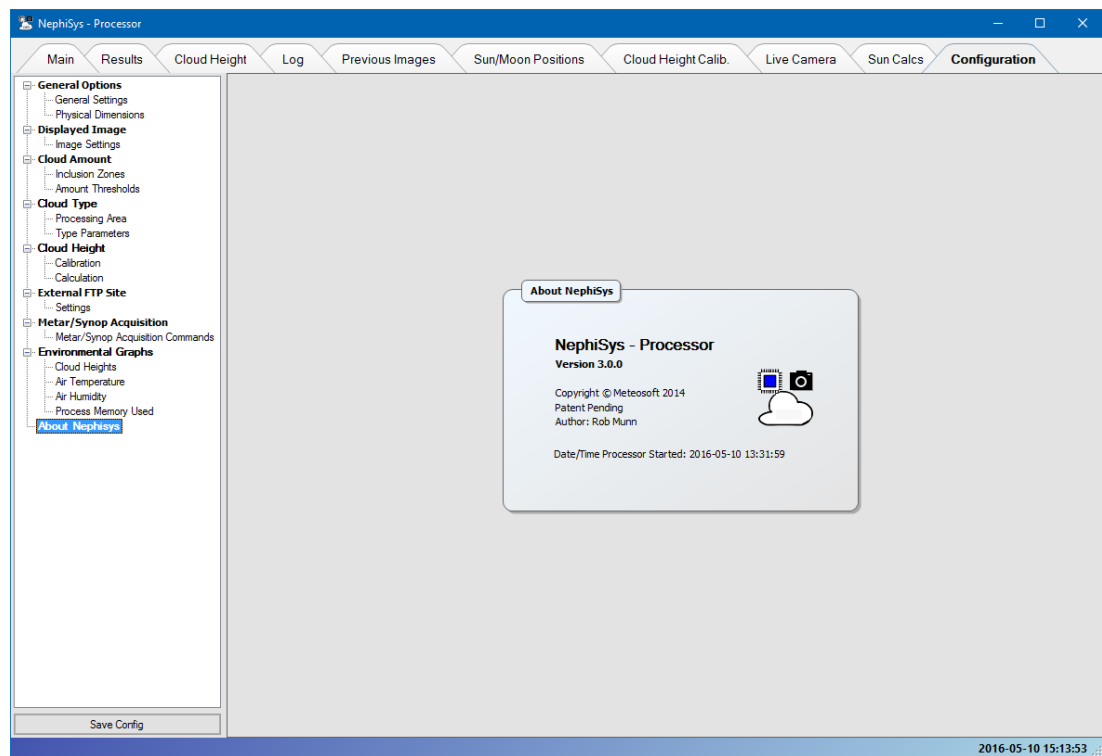 NephiSys - Processor
Main Results Cloud Height Log Previous Images Sun/Moon Positions Cloud Height Calib. Live Camera Sun Calcs Configuration
General Options
General Settings
Physical Dimensions
Displayed Image
Image Settings
Cloud Amount
Inclusion Zones
Amount Thresholds
Cloud Type
Processing Area
Type Parameters
Cloud Height
Calibration
Calculation
External FTP Site
Settings
Metar/Synop Acquisition
Metar/Synop Acquisition Commands
Environmental Graphs
Cloud Heights
Air Temperature
Air Humidity
Process Memory Used
About Nephisys
Save Config
About NephiSys
NephiSys - Processor
Version 3.0.0
Copyright © Meteosoft 2014
Patent Pending
Author: Rob Munn
Date/Time Processor Started: 2016-05-10 13:31:59
2016-05-10 15:13:53